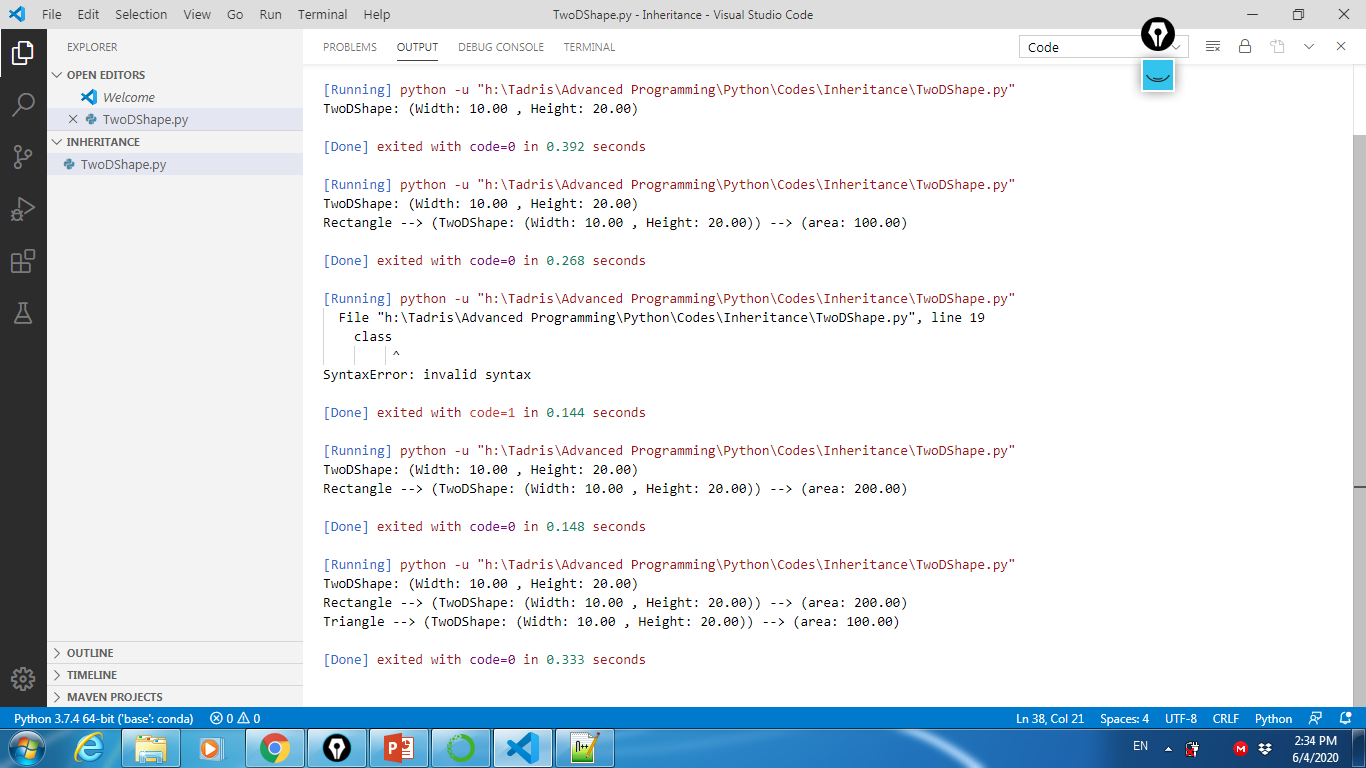 File Edit Selection View Go Run Terminal Help TwoDShape.py - Inheritance - Visual Studio Code
EXPLORER
OPEN EDITORS
Welcome
TwoDShape.py
INHERITANCE
TwoDShape.py
OUTLINE
TIMELINE
MAVEN PROJECTS
PROBLEMS OUTPUT DEBUG CONSOLE TERMINAL Code
[Running] python -u "h:\Tadris\Advanced Programming\Python\Codes\Inheritance\TwoDShape.py"
TwoDShape: (Width: 10.00 , Height: 20.00)
[Done] exited with code=0 in 0.392 seconds
[Running] python -u "h:\Tadris\Advanced Programming\Python\Codes\Inheritance\TwoDShape.py"
TwoDShape: (Width: 10.00 , Height: 20.00)
Rectangle --> (TwoDShape: (Width: 10.00 , Height: 20.00)) --> (area: 100.00)
[Done] exited with code=0 in 0.268 seconds
[Running] python -u "h:\Tadris\Advanced Programming\Python\Codes\Inheritance\TwoDShape.py"
File "h:\Tadris\Advanced Programming\Python\Codes\Inheritance\TwoDShape.py", line 19
class
^
SyntaxError: invalid syntax
[Done] exited with code=1 in 0.144 seconds
[Running] python -u "h:\Tadris\Advanced Programming\Python\Codes\Inheritance\TwoDShape.py"
TwoDShape: (Width: 10.00 , Height: 20.00)
Rectangle --> (TwoDShape: (Width: 10.00 , Height: 20.00)) --> (area: 200.00)
[Done] exited with code=0 in 0.148 seconds
[Running] python -u "h:\Tadris\Advanced Programming\Python\Codes\Inheritance\TwoDShape.py"
TwoDShape: (Width: 10.00 , Height: 20.00)
Rectangle --> (TwoDShape: (Width: 10.00 , Height: 20.00)) --> (area: 200.00)
Triangle --> (TwoDShape: (Width: 10.00 , Height: 20.00)) --> (area: 100.00)
[Done] exited with code=0 in 0.333 seconds
Python 3.7.4 64-bit ('base': conda) 0 0 Ln 38, Col 21 Spaces: 4 UTF-8 CRLF Python
EN 2:34 PM
6/4/2020